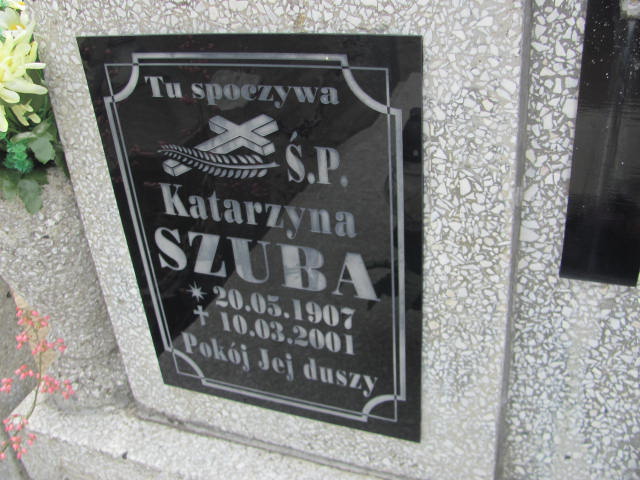 Tu spoczywa
Ś.P.
Katarzyna
SZUBA
* 20.05.1907
✝ 10.03.2001
Pokój Jej duszy